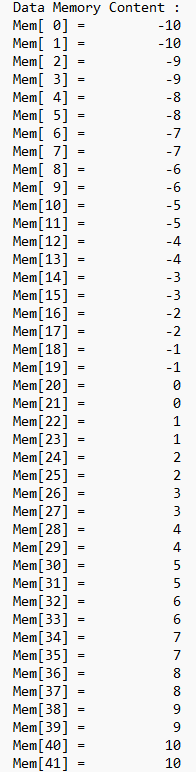 Data Memory Content :
Mem[ 0] =         -10
Mem[ 1] =         -10
Mem[ 2] =          -9
Mem[ 3] =          -9
Mem[ 4] =          -8
Mem[ 5] =          -8
Mem[ 6] =          -7
Mem[ 7] =          -7
Mem[ 8] =          -6
Mem[ 9] =          -6
Mem[10] =          -5
Mem[11] =          -5
Mem[12] =          -4
Mem[13] =          -4
Mem[14] =          -3
Mem[15] =          -3
Mem[16] =          -2
Mem[17] =          -2
Mem[18] =          -1
Mem[19] =          -1
Mem[20] =           0
Mem[21] =           0
Mem[22] =           1
Mem[23] =           1
Mem[24] =           2
Mem[25] =           2
Mem[26] =           3
Mem[27] =           3
Mem[28] =           4
Mem[29] =           4
Mem[30] =           5
Mem[31] =           5
Mem[32] =           6
Mem[33] =           6
Mem[34] =           7
Mem[35] =           7
Mem[36] =           8
Mem[37] =           8
Mem[38] =           9
Mem[39] =           9
Mem[40] =          10
Mem[41] =          10